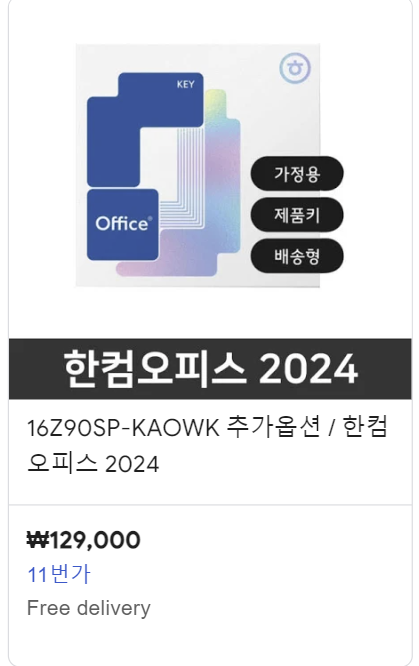 KEY
Office®
가정용
제품키
배송형
한컴오피스 2024
16Z90SP-KAOWK 추가옵션 / 한컴
오피스 2024
₩129,000
11번가
Free delivery